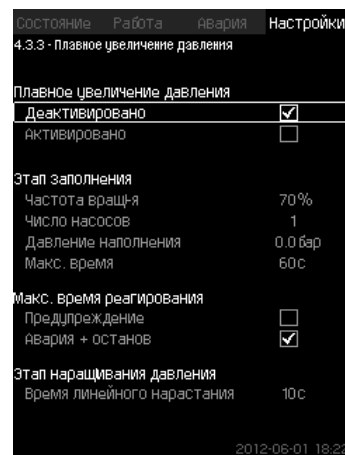 Состояние Работа Авария Настройки
4.3.3 - Плавное увеличение давления
Плавное увеличение давления
Деактивировано
Активировано
Этап заполнения
Частота вращ-я 70%
Число насосов 1
Давление наполнения 0.0 бар
Макс. время 60с
Макс. время реагирования
Предупреждение
Авария + останов
Этап наращивания давления
Время линейного нарастания 10с
2012-06-01 18:22